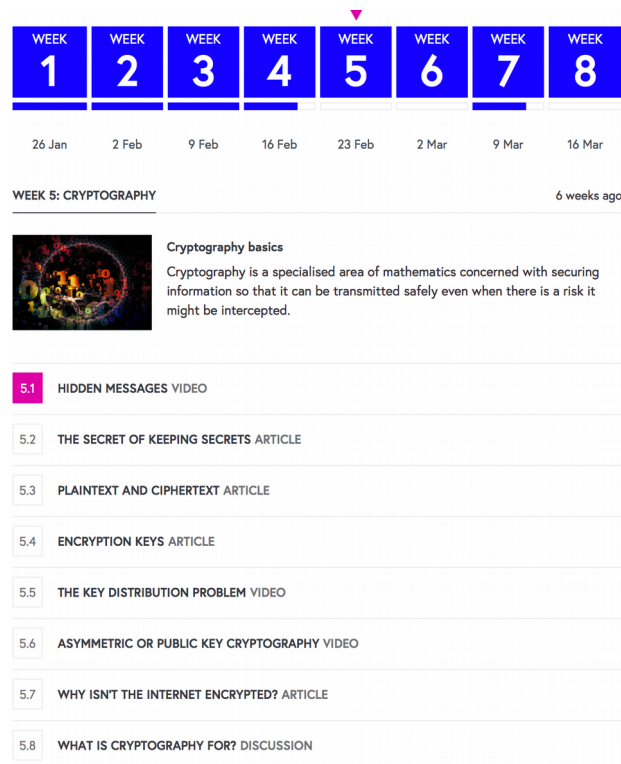 WEEK WEEK WEEK WEEK WEEK WEEK WEEK WEEK
1 2 3 4 5 6 7 8
26 Jan 2 Feb 9 Feb 16 Feb 23 Feb 2 Mar 9 Mar 16 Mar
WEEK 5: CRYPTOGRAPHY 6 weeks ago
Cryptography basics
Cryptography is a specialised area of mathematics concerned with securing
information so that it can be transmitted safely even when there is a risk it
might be intercepted.
5.1 HIDDEN MESSAGES VIDEO
5.2 THE SECRET OF KEEPING SECRETS ARTICLE
5.3 PLAINTEXT AND CIPHERTEXT ARTICLE
5.4 ENCRYPTION KEYS ARTICLE
5.5 THE KEY DISTRIBUTION PROBLEM VIDEO
5.6 ASYMMETRIC OR PUBLIC KEY CRYPTOGRAPHY VIDEO
5.7 WHY ISN'T THE INTERNET ENCRYPTED? ARTICLE
5.8 WHAT IS CRYPTOGRAPHY FOR? DISCUSSION